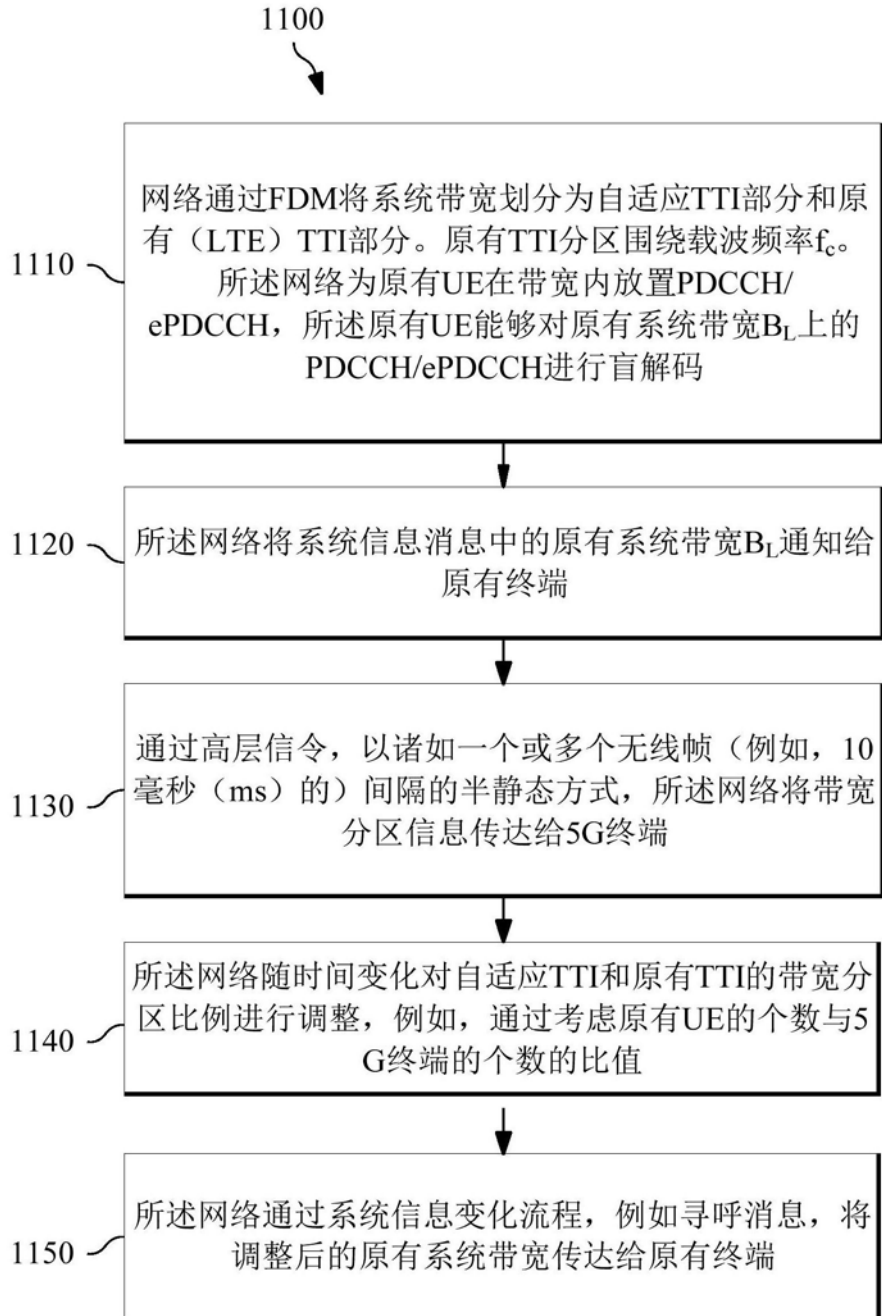 1100
网络通过FDM将系统带宽划分为自适应TTI部分和原
有（LTE）TTI部分。原有TTI分区围绕载波频率fc。
1110
所述网络为原有UE在带宽内放置PDCCH/
ePDCCH，所述原有UE能够对原有系统带宽BL上的
PDCCH/ePDCCH进行盲解码
1120
所述网络将系统信息消息中的原有系统带宽BL通知给
原有终端
通过高层信令，以诸如一个或多个无线帧（例如，10
1130
毫秒（ms）的）间隔的半静态方式，所述网络将带宽
分区信息传达给5G终端
所述网络随时间变化对自适应TTI和原有TTI的带宽分
1140
区比例进行调整，例如，通过考虑原有UE的个数与5
G终端的个数的比值
所述网络通过系统信息变化流程，例如寻呼消息，将
1150
调整后的原有系统带宽传达给原有终端